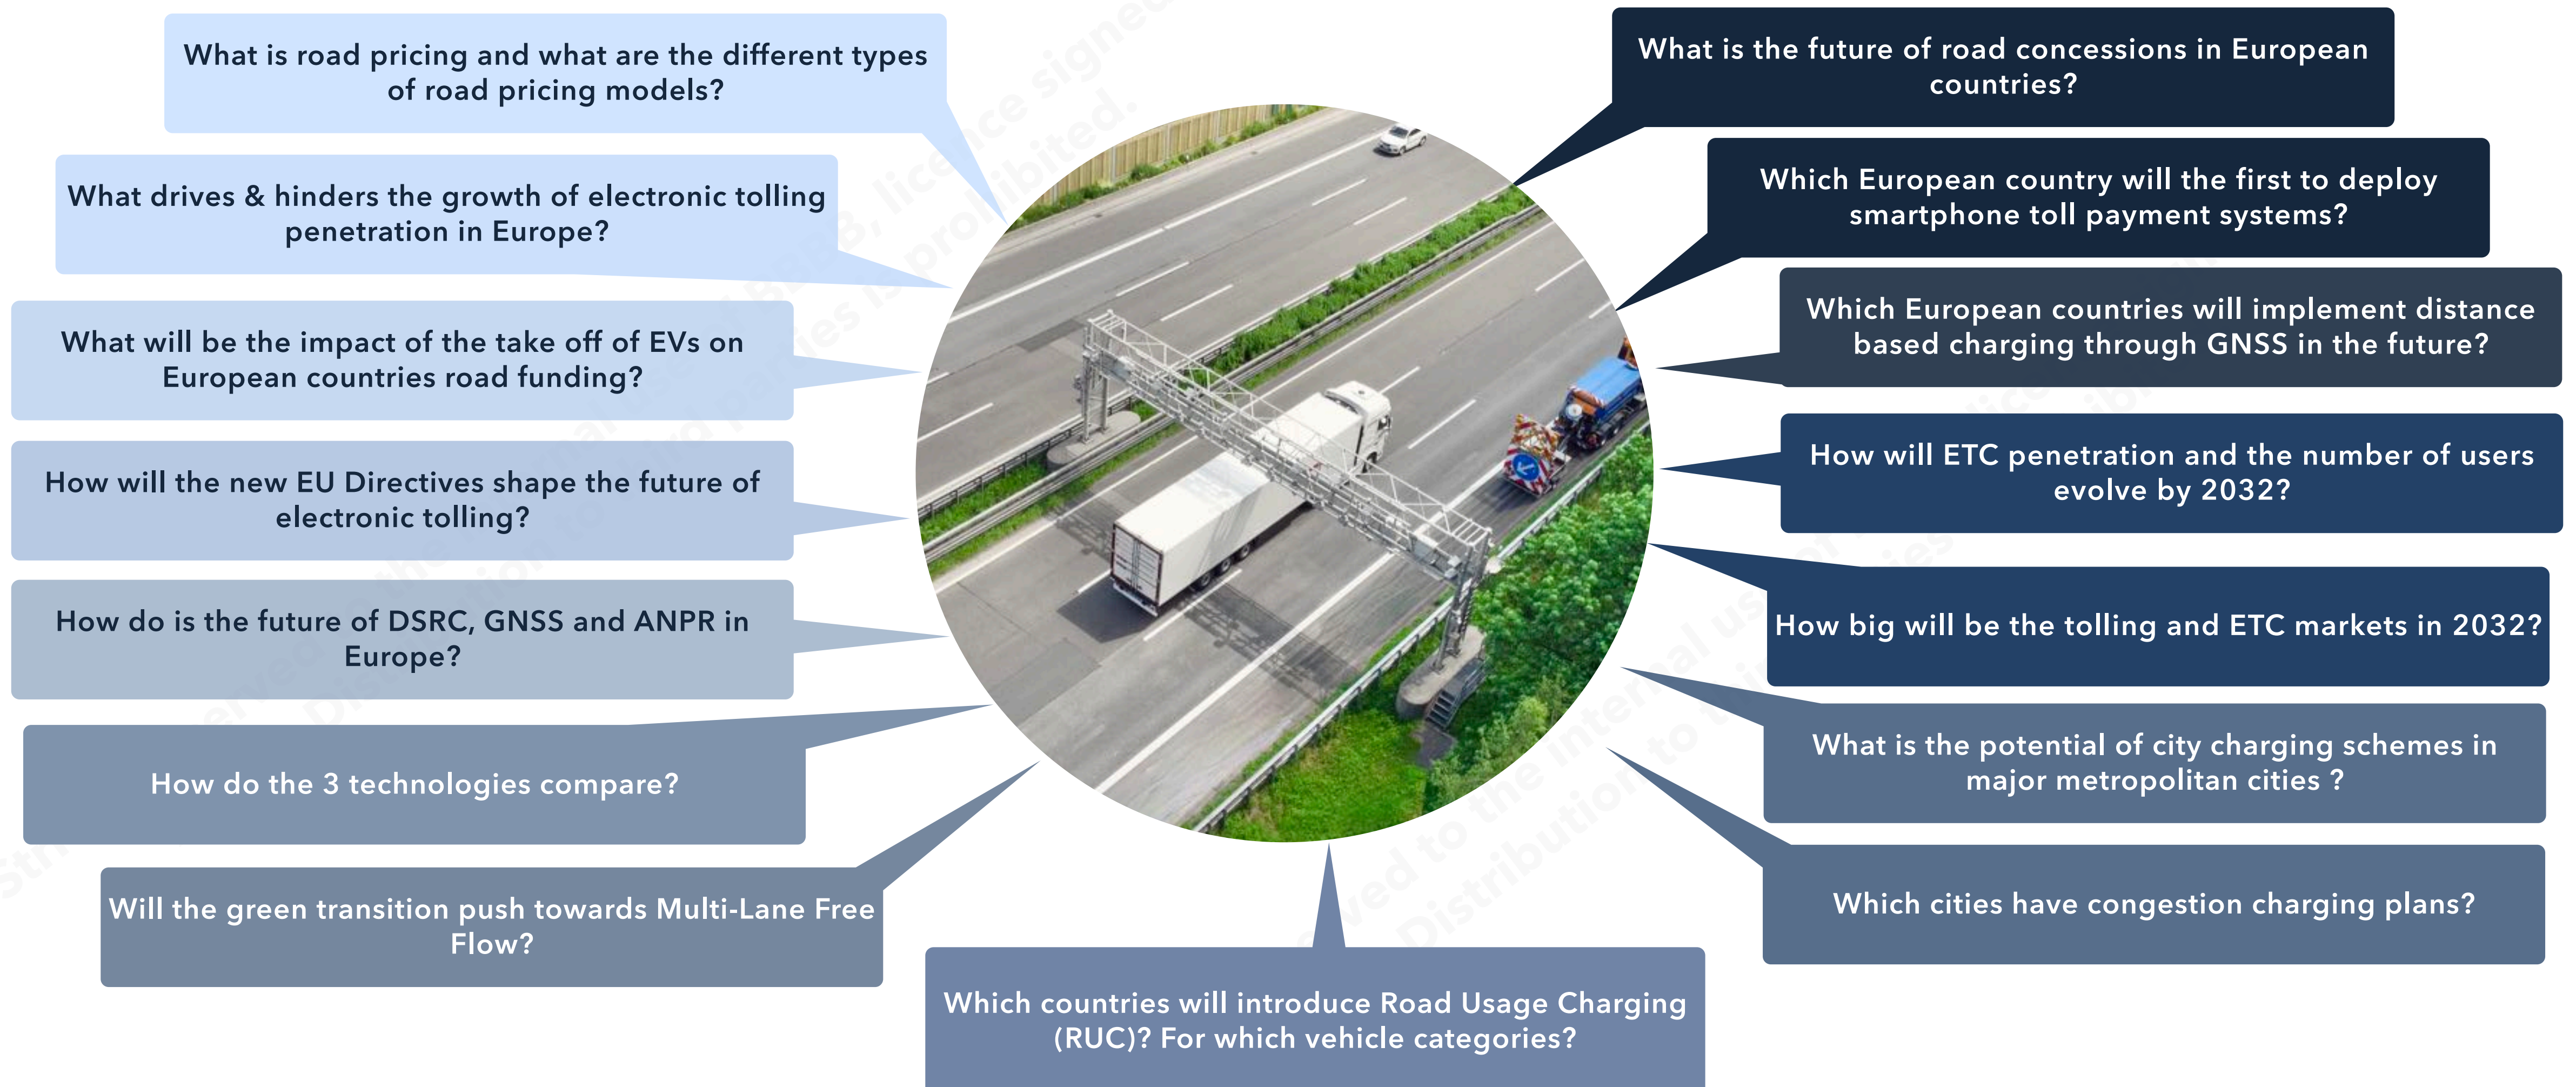 What is road pricing and what are the different types
of road pricing models?
What drives & hinders the growth of electronic tolling
penetration in Europe?
What will be the impact of the take off of EVs on
European countries road funding?
How will the new EU Directives shape the future of
electronic tolling?
How do is the future of DSRC, GNSS and ANPR in
Europe?
How do the 3 technologies compare?
Will the green transition push towards Multi-Lane Free
Flow?
Which countries will introduce Road Usage Charging
(RUC)? For which vehicle categories?
What is the future of road concessions in European
countries?
Which European country will the first to deploy
smartphone toll payment systems?
Which European countries will implement distance
based charging through GNSS in the future?
How will ETC penetration and the number of users
evolve by 2032?
How big will be the tolling and ETC markets in 2032?
What is the potential of city charging schemes in
major metropolitan cities ?
Which cities have congestion charging plans?